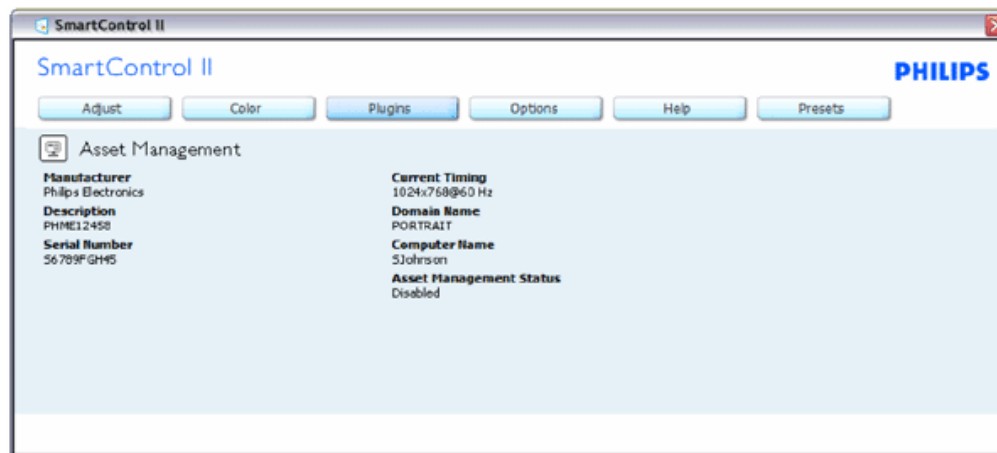 SmartControl II
SmartControl II
PHILIPS
Adjust Color Plugins Options Help Presets
Asset Management
Manufacturer
Philips Electronics
Description
PHME12458
Serial Number
56789FGH45
Current Timing
1024x768@60 Hz
Domain Name
PORTRAIT
Computer Name
SJohnson
Asset Management Status
Disabled